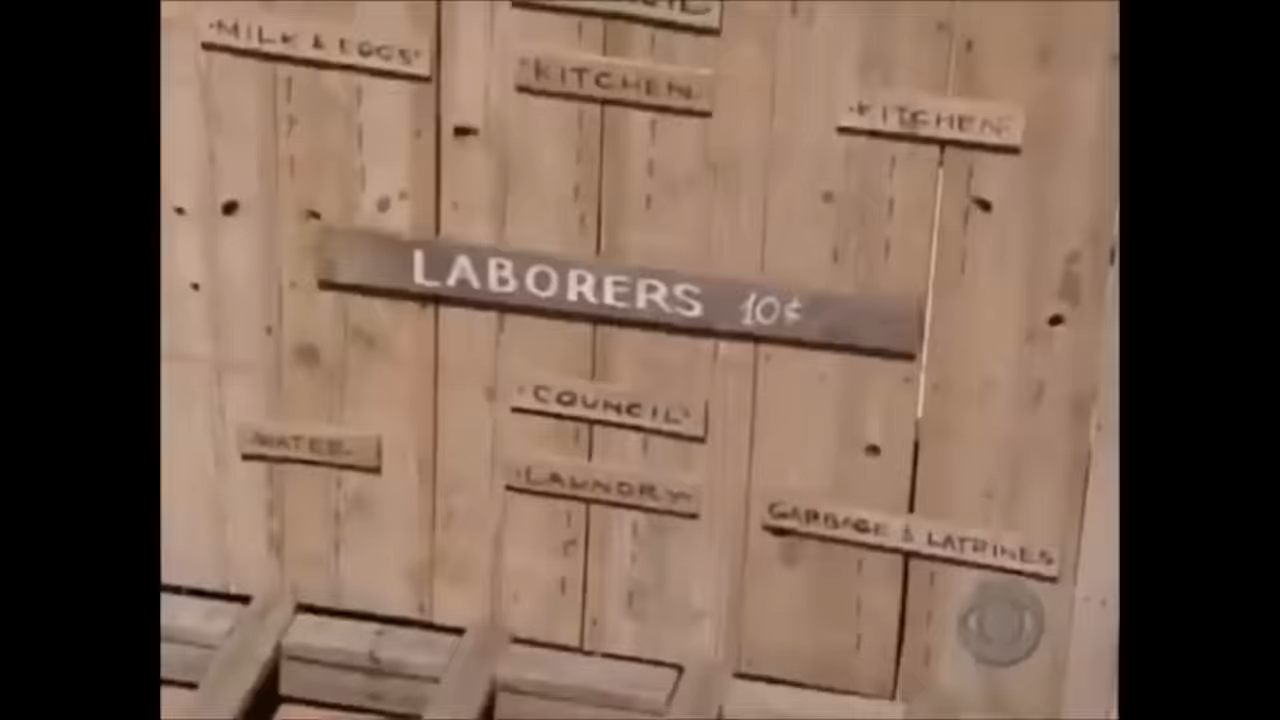 ·MILK & EGGS·
·KITCHEN·
·KITCHEN·
LABORERS 10¢
·COUNCIL·
·WATER·
·LAUNDRY·
GARBAGE & LATRINES